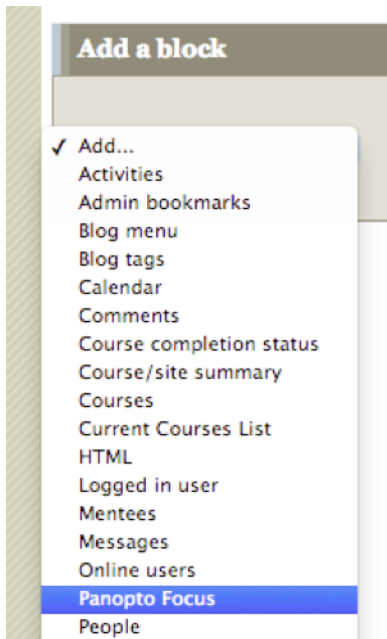 Add a block
✓ Add...
Activities
Admin bookmarks
Blog menu
Blog tags
Calendar
Comments
Course completion status
Course/site summary
Courses
Current Courses List
HTML
Logged in user
Mentees
Messages
Online users
Panopto Focus
People